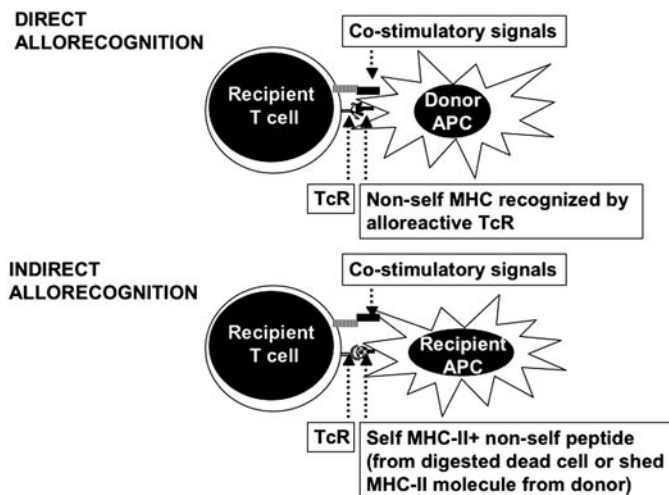 DIRECT
ALLORECOGNITION
Co-stimulatory signals
Recipient
T cell
Donor
APC
TcR
Non-self MHC recognized by
alloreactive TcR
INDIRECT
ALLORECOGNITION
Co-stimulatory signals
Recipient
T cell
Recipient
APC
TcR
Self MHC-II+ non-self peptide
(from digested dead cell or shed
MHC-II molecule from donor)